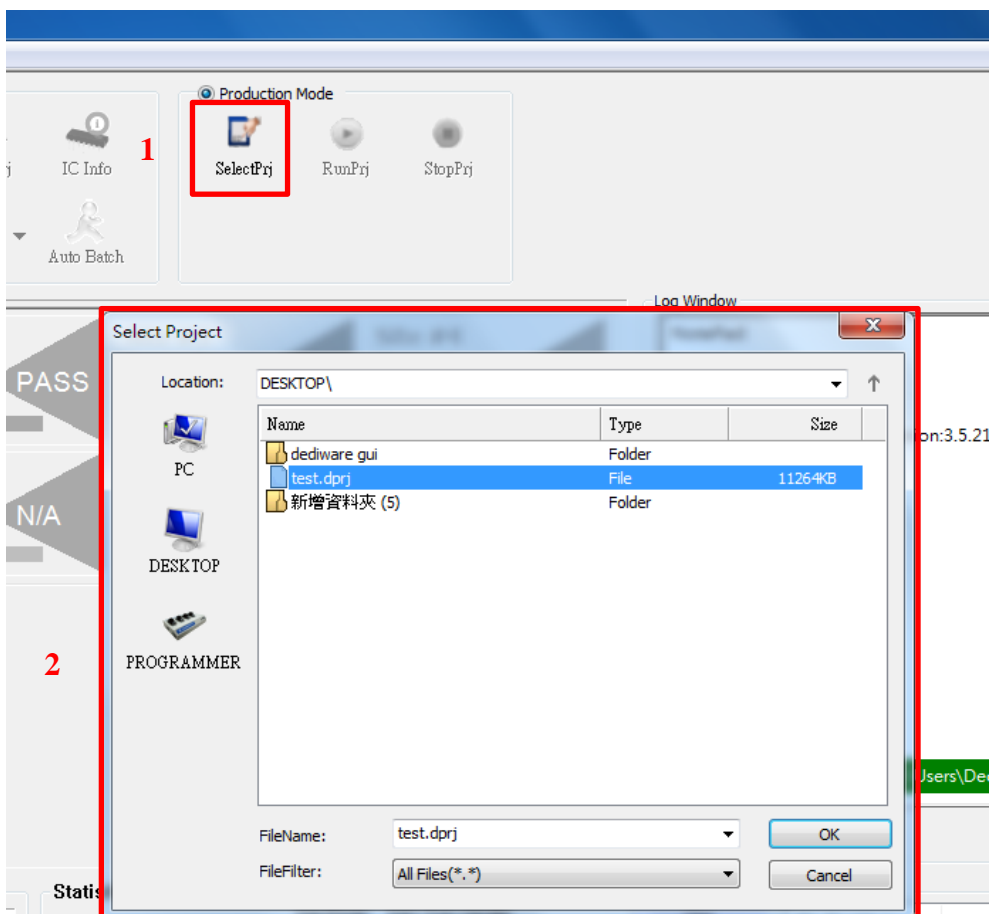 Production Mode
j
IC Info
1
SelectPrj
RunPrj
StopPrj
Auto Batch
Log Window
Select Project
PASS
Location:
DESKTOP\
Name Type Size
on:3.5.21
dediware gui Folder
PC
test.dprj File 11264KB
新增資料夾 (5) Folder
N/A
DESKTOP
2
PROGRAMMER
Users\Dec
FileName:
test.dprj
OK
FileFilter:
All Files(*.*)
Cancel
Statis